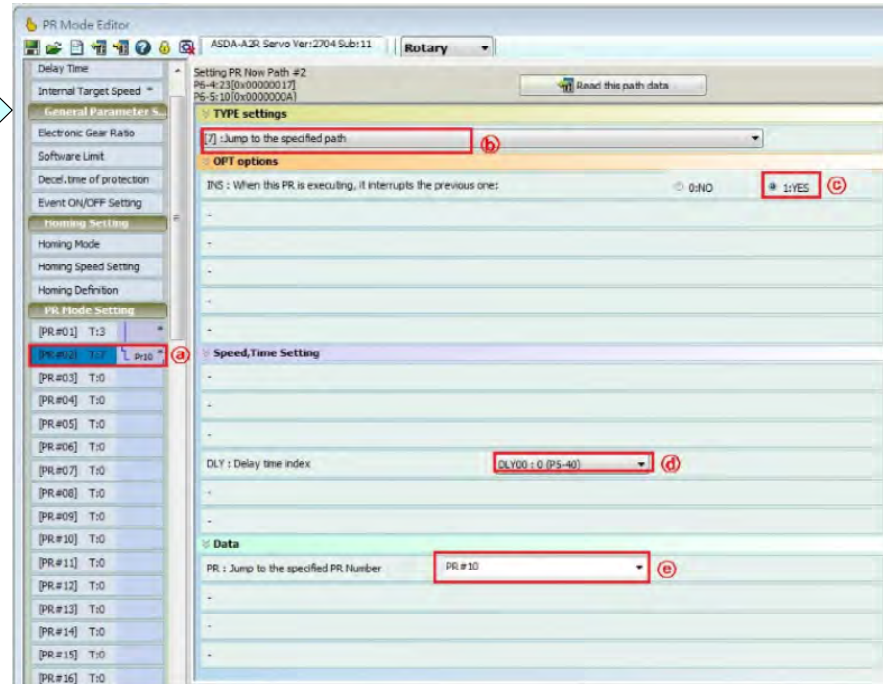 PR Mode Editor
ASDA-A2R Servo Ver:2704 Sub:11
Rotary
Delay Time
Internal Target Speed
General Parameter S...
Electronic Gear Ratio
Software Limit
Decel.time of protection
Event ON/OFF Setting
Homing Setting
Homing Mode
Homing Speed Setting
Homing Definition
PR Mode Setting
[PR#01] T:3
[PR#02] T:7 Pr10
ⓐ
[PR#03] T:0
[PR#04] T:0
[PR#05] T:0
[PR#06] T:0
[PR#07] T:0
[PR#08] T:0
[PR#09] T:0
[PR#10] T:0
[PR#11] T:0
[PR#12] T:0
[PR#13] T:0
[PR#14] T:0
[PR#15] T:0
[PR#16] T:0
Setting PR Now Path #2
P6-4:23[0x00000017]
P6-5:10[0x0000000A]
Read this path data
TYPE settings
[7] :Jump to the specified path
ⓑ
OPT options
INS : When this PR is executing, it interrupts the previous one: 0:NO 1:YES
ⓒ
-
-
-
-
-
Speed,Time Setting
-
-
-
DLY : Delay time index DLY00 : 0 (P5-40)
ⓓ
-
-
Data
PR : Jump to the specified PR Number PR#10
ⓔ
-
-
-